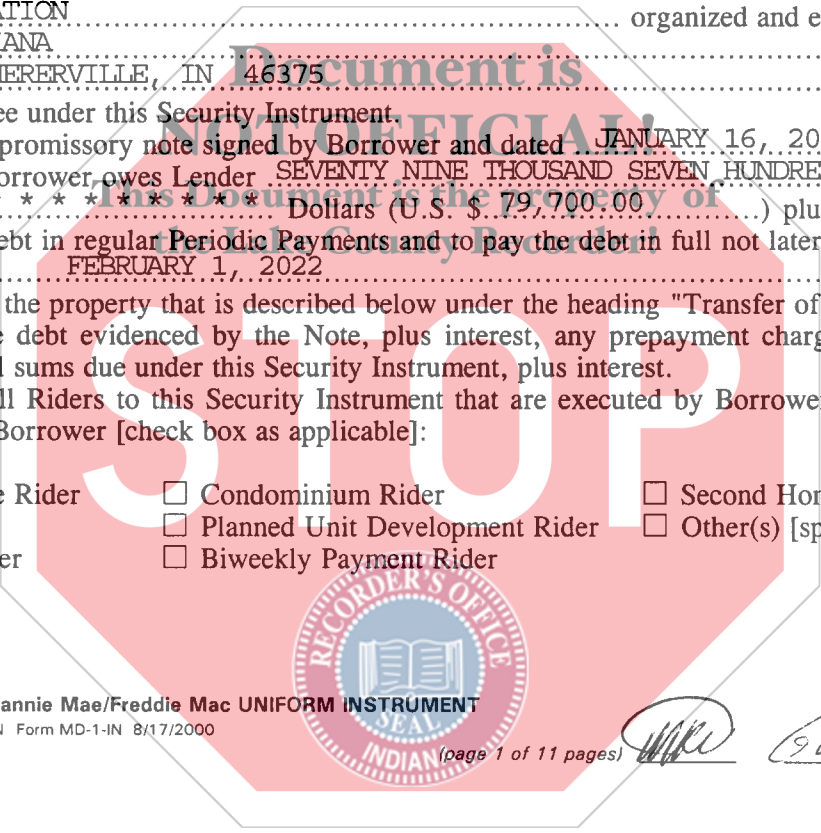 ATION organized and e
IANA
HERERVILLE, IN 46375
ee under this Security Instrument.
promissory note signed by Borrower and dated JANUARY 16, 20
orrower owes Lender SEVENTY NINE THOUSAND SEVEN HUNDRE
* * * * * * * * * Dollars (U.S. $ 79,700.00 ) plu
ebt in regular Periodic Payments and to pay the debt in full not later
FEBRUARY 1, 2022
the property that is described below under the heading "Transfer of
e debt evidenced by the Note, plus interest, any prepayment charg
l sums due under this Security Instrument, plus interest.
ll Riders to this Security Instrument that are executed by Borrower
Borrower [check box as applicable]:
e Rider ☐ Condominium Rider ☐ Second Hom
☐ Planned Unit Development Rider ☐ Other(s) [sp
er ☐ Biweekly Payment Rider
annie Mae/Freddie Mac UNIFORM INSTRUMENT
N Form MD-1-IN 8/17/2000
(page 1 of 11 pages)
Document is
NOT OFFICIAL!
This Document is the property of
the Lake County Recorder!
STOP
RECORDER'S OFFICE
SEAL
INDIANA